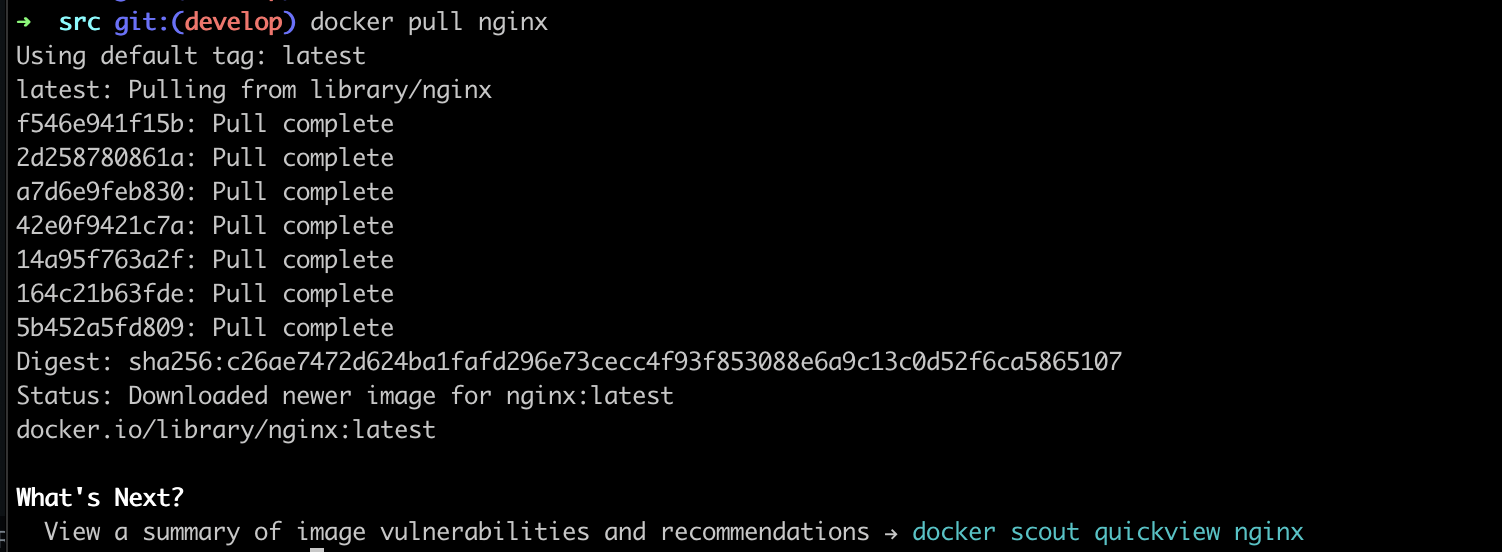 ➜  src git:(develop) docker pull nginx
Using default tag: latest
latest: Pulling from library/nginx
f546e941f15b: Pull complete
2d258780861a: Pull complete
a7d6e9feb830: Pull complete
42e0f9421c7a: Pull complete
14a95f763a2f: Pull complete
164c21b63fde: Pull complete
5b452a5fd809: Pull complete
Digest: sha256:c26ae7472d624ba1fafd296e73cecc4f93f853088e6a9c13c0d52f6ca5865107
Status: Downloaded newer image for nginx:latest
docker.io/library/nginx:latest

What's Next?
  View a summary of image vulnerabilities and recommendations → docker scout quickview nginx